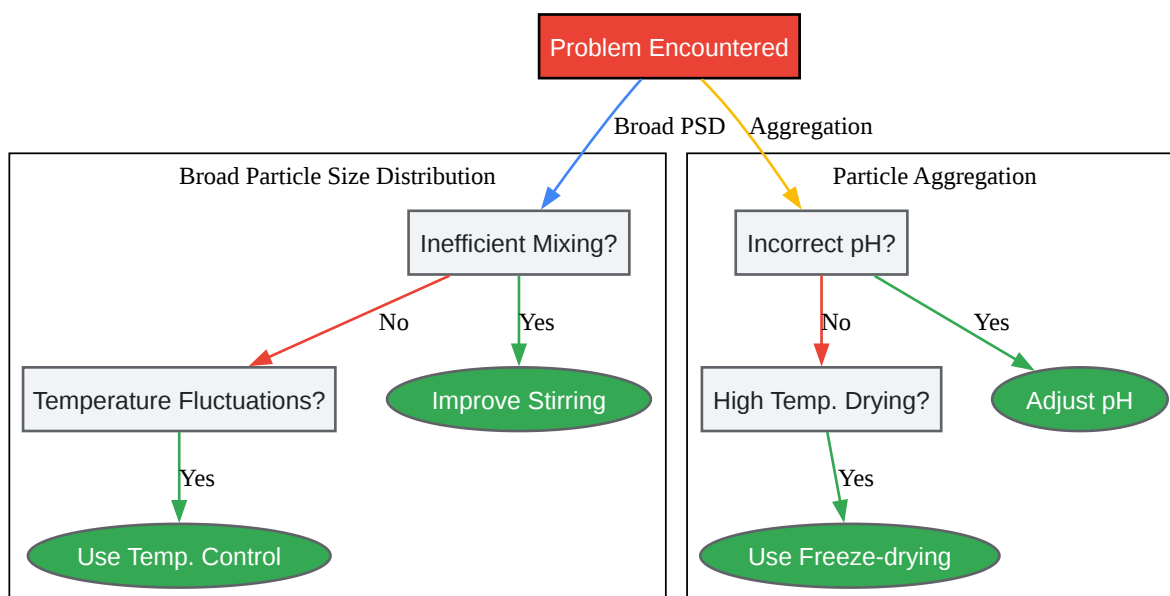 Problem Encountered
Broad PSD
Aggregation
Broad Particle Size Distribution
Particle Aggregation
Inefficient Mixing?
Incorrect pH?
No
Yes
No
Yes
Temperature Fluctuations?
Improve Stirring
High Temp. Drying?
Adjust pH
Yes
Yes
Use Temp. Control
Use Freeze-drying